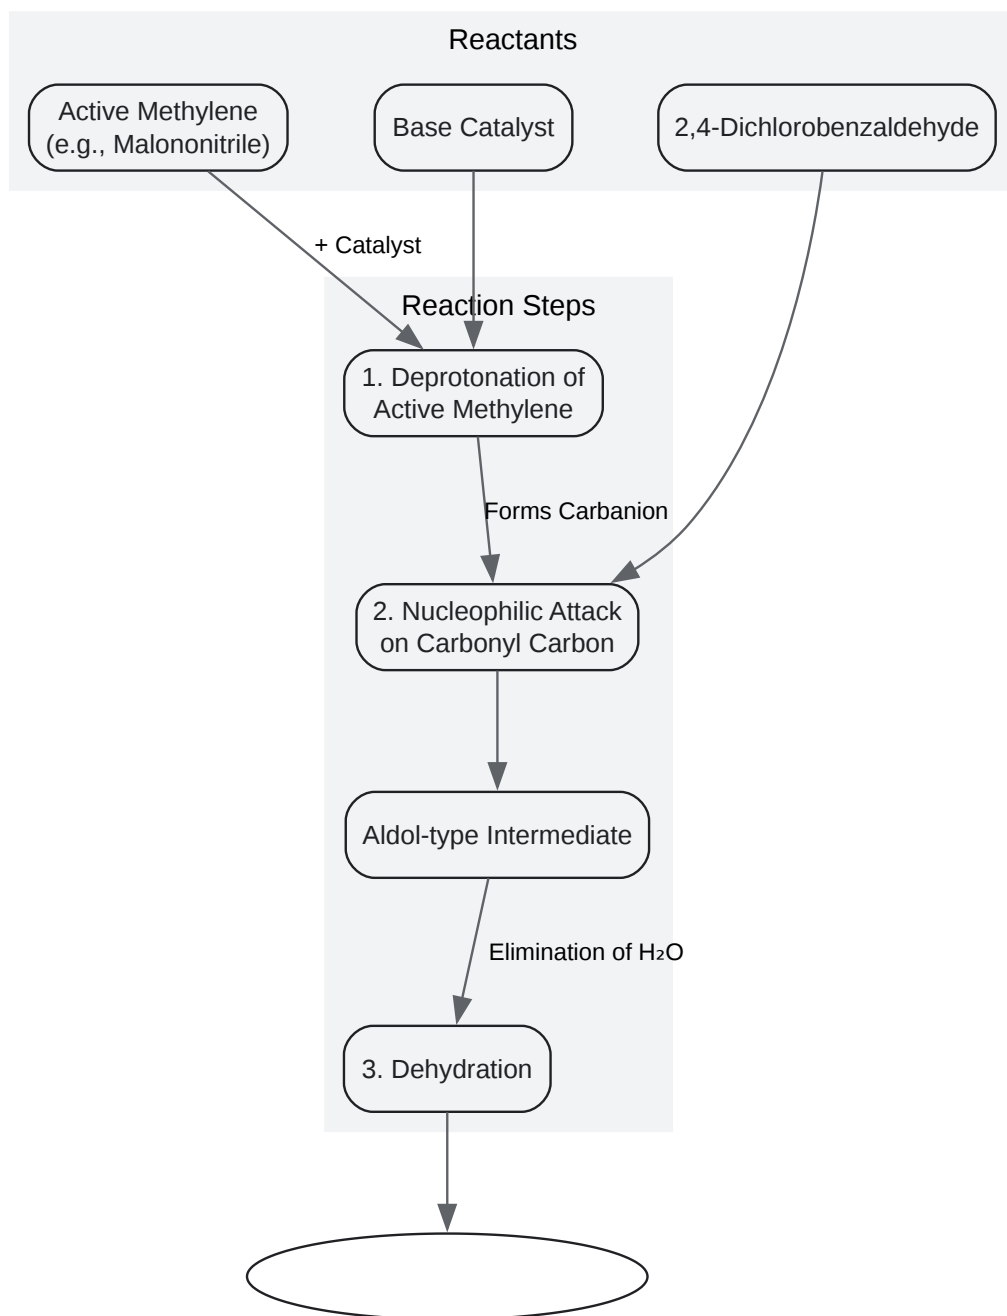 Reactants
Active Methylene
(e.g., Malononitrile)
Base Catalyst
2,4-Dichlorobenzaldehyde
+ Catalyst
Reaction Steps
1. Deprotonation of
Active Methylene
Forms Carbanion
2. Nucleophilic Attack
on Carbonyl Carbon
Aldol-type Intermediate
Elimination of H₂O
3. Dehydration